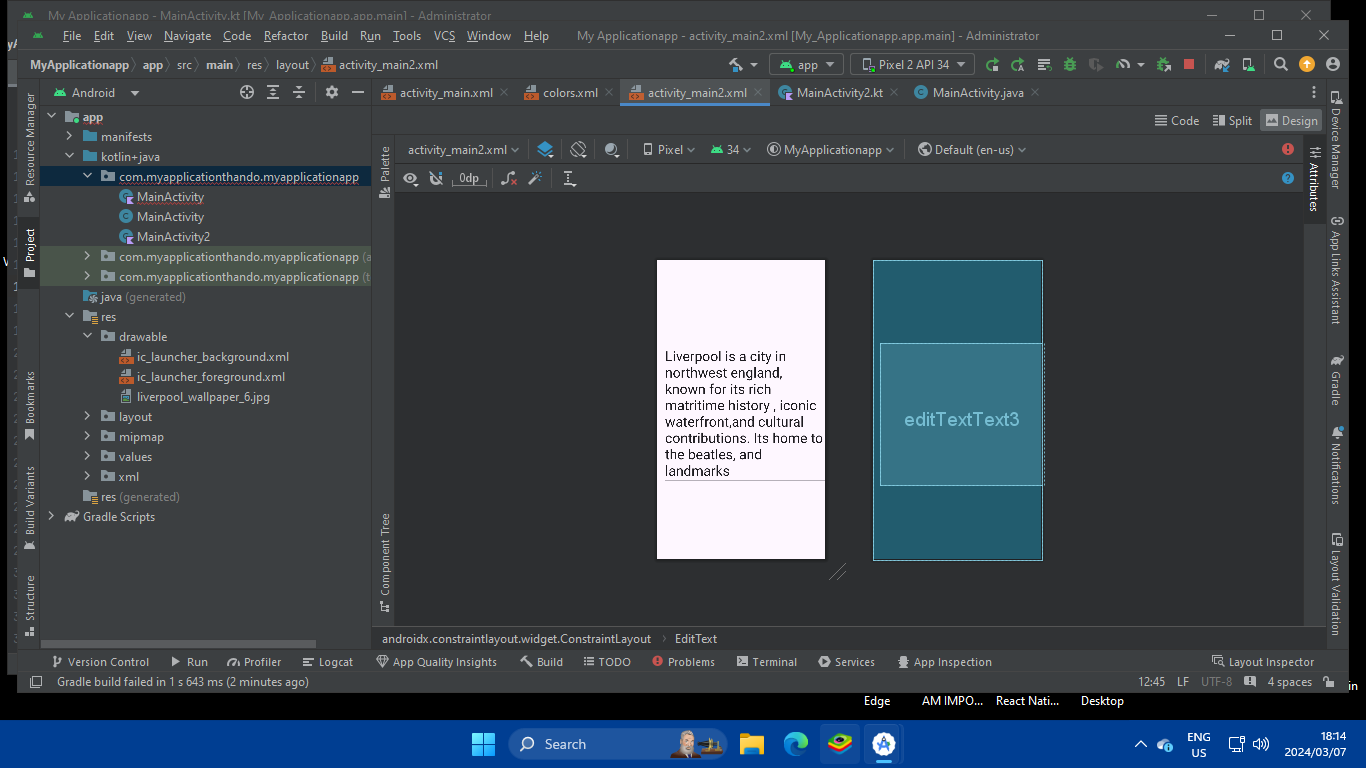 My Applicationapp - MainActivity.kt [My_Applicationapp.app.main] - Administrator
File Edit View Navigate Code Refactor Build Run Tools VCS Window Help My Applicationapp - activity_main2.xml [My_Applicationapp.app.main] - Administrator
MyApplicationapp app src main res layout activity_main2.xml app Pixel 2 API 34
Android
activity_main.xml colors.xml activity_main2.xml MainActivity2.kt MainActivity.java
Code Split Design
activity_main2.xml Pixel 34 MyApplicationapp Default (en-us)
0dp
Resource Manager
Project
Bookmarks
Build Variants
Structure
app
manifests
kotlin+java
com.myapplicationthando.myapplicationapp
MainActivity
MainActivity
MainActivity2
com.myapplicationthando.myapplicationapp (a
com.myapplicationthando.myapplicationapp (t
java (generated)
res
drawable
ic_launcher_background.xml
ic_launcher_foreground.xml
liverpool_wallpaper_6.jpg
layout
mipmap
values
xml
res (generated)
Gradle Scripts
Palette
Component Tree
Liverpool is a city in
northwest england,
known for its rich
matritime history , iconic
waterfront,and cultural
contributions. Its home to
the beatles, and
landmarks
editTextText3
Attributes
Device Manager
App Links Assistant
Gradle
Notifications
Layout Validation
androidx.constraintlayout.widget.ConstraintLayout EditText
Version Control Run Profiler Logcat App Quality Insights Build TODO Problems Terminal Services App Inspection Layout Inspector
Gradle build failed in 1 s 643 ms (2 minutes ago) 12:45 LF UTF-8 4 spaces
Edge AM IMPO... React Nati... Desktop
Search
ENG
US
18:14
2024/03/07